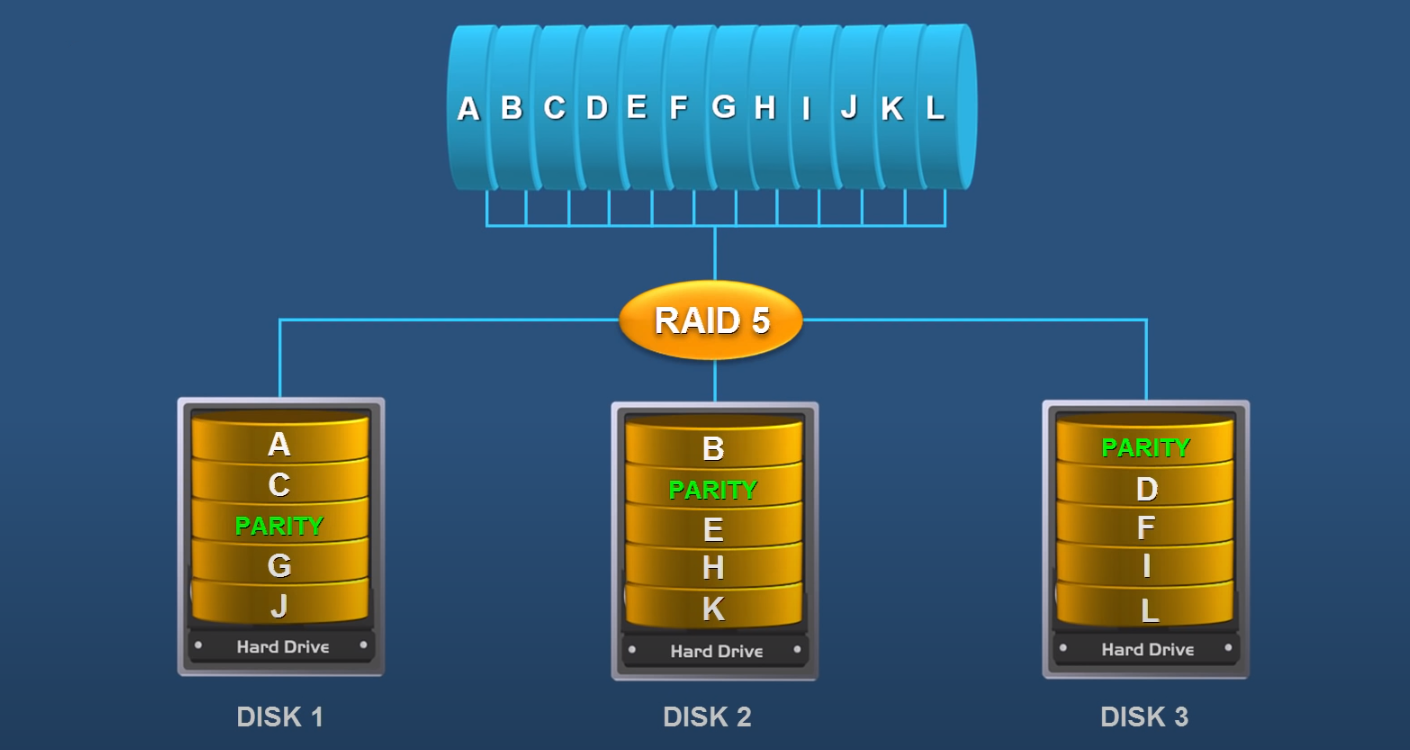 A B C D E F G H I J K L
RAID 5
A
C
PARITY
G
J
Hard Drive
DISK 1
B
PARITY
E
H
K
Hard Drive
DISK 2
PARITY
D
F
I
L
Hard Drive
DISK 3